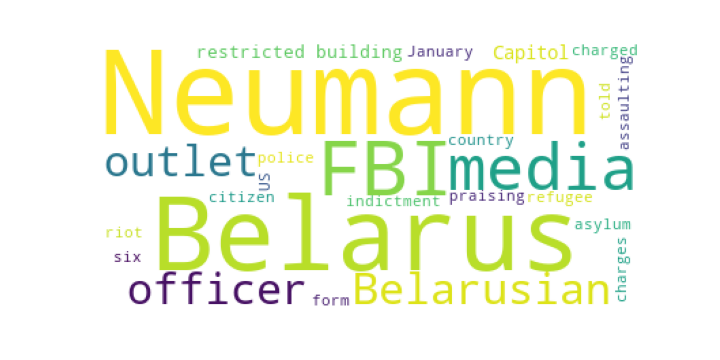 restricted building January Capitol charged
Neumann
told
assaulting
outlet police
US
FBI
country
media
citizen
indictment praising refugee
Belarus
asylum
riot
six
officer form Belarusian
charges